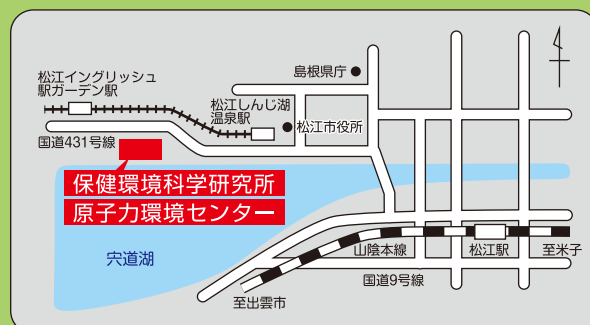 島根県庁
松江イングリッシュ
駅ガーデン駅
松江しんじ湖
温泉駅
松江市役所
国道431号線
保健環境科学研究所
原子力環境センター
宍道湖
山陰本線
松江駅
至米子
国道9号線
至出雲市